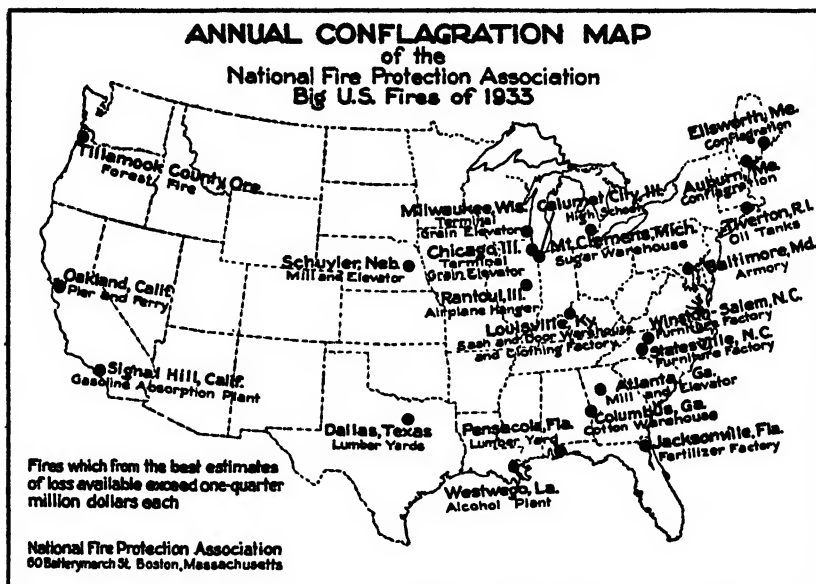 ANNUAL CONFLAGRATION MAP
of the
National Fire Protection Association
Big U.S. Fires of 1933
Ellsworth, Me.
Conflagration
Auburn, Me.
Conflagration
Tiverton, R.I.
Oil Tanks
Tillamook County Ore.
Forest Fire
Milwaukee, Wis.
Terminal
Grain Elevator
Calumet City, Ill.
High School
Mt. Clemens, Mich.
Sugar Warehouse
Chicago, Ill.
Terminal
Grain Elevator
Baltimore, Md.
Armory
Schuyler, Neb.
Mill and Elevator
Rantoul, Ill.
Airplane Hangar
Oakland, Calif.
Pier and Ferry
Louisville, Ky.
Sash and Door Warehouse
and Clothing Factory
Winston-Salem, N.C.
Furniture Factory
Statesville, N.C.
Furniture Factory
Signal Hill, Calif.
Gasoline Absorption Plant
Atlanta, Ga.
Mill and Elevator
Columbus, Ga.
Cotton Warehouse
Dallas, Texas
Lumber Yards
Pensacola, Fla.
Lumber Yard
Jacksonville, Fla.
Fertilizer Factory
Westwego, La.
Alcohol Plant
Fires which from the best estimates
of loss available exceed one-quarter
million dollars each
National Fire Protection Association
60 Batterymarch St. Boston, Massachusetts